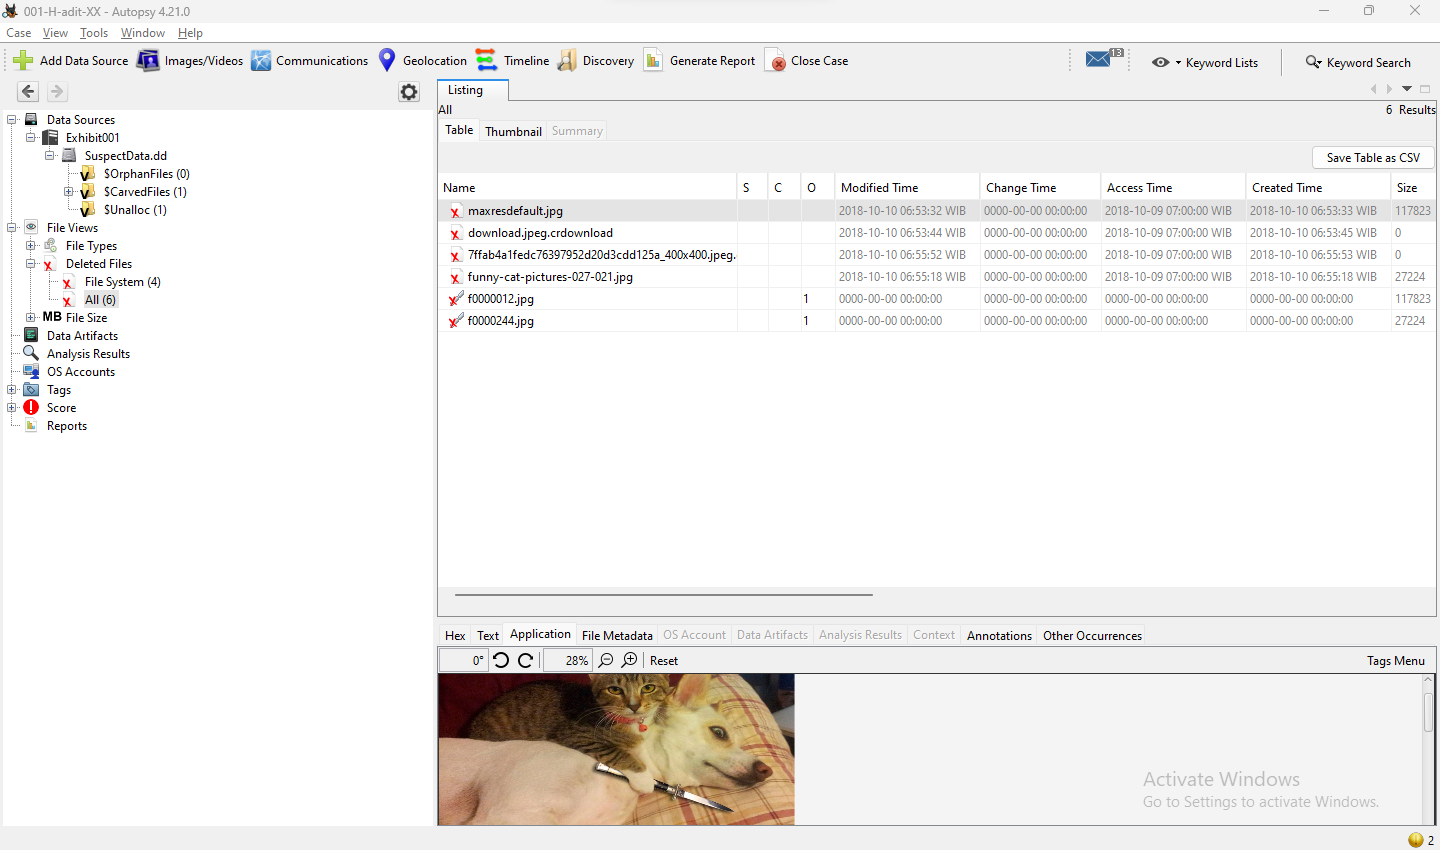 001-H-adit-XX - Autopsy 4.21.0
Case View Tools Window Help
Add Data Source Images/Videos Communications Geolocation Timeline Discovery Generate Report Close Case 13 Keyword Lists Keyword Search
Data Sources
Exhibit001
SuspectData.dd
$OrphanFiles (0)
$CarvedFiles (1)
$Unalloc (1)
File Views
File Types
Deleted Files
File System (4)
All (6)
MB File Size
Data Artifacts
Analysis Results
OS Accounts
Tags
Score
Reports
Listing
All 6 Results
Table Thumbnail Summary
Save Table as CSV
Name S C O Modified Time Change Time Access Time Created Time Size
maxresdefault.jpg 2018-10-10 06:53:32 WIB 0000-00-00 00:00:00 2018-10-09 07:00:00 WIB 2018-10-10 06:53:33 WIB 117823
download.jpeg.crdownload 2018-10-10 06:53:44 WIB 0000-00-00 00:00:00 2018-10-09 07:00:00 WIB 2018-10-10 06:53:45 WIB 0
7ffab4a1fedc76397952d20d3cdd125a_400x400.jpeg. 2018-10-10 06:55:52 WIB 0000-00-00 00:00:00 2018-10-09 07:00:00 WIB 2018-10-10 06:55:53 WIB 0
funny-cat-pictures-027-021.jpg 2018-10-10 06:55:18 WIB 0000-00-00 00:00:00 2018-10-09 07:00:00 WIB 2018-10-10 06:55:18 WIB 27224
f0000012.jpg 1 0000-00-00 00:00:00 0000-00-00 00:00:00 0000-00-00 00:00:00 0000-00-00 00:00:00 117823
f0000244.jpg 1 0000-00-00 00:00:00 0000-00-00 00:00:00 0000-00-00 00:00:00 0000-00-00 00:00:00 27224
Hex Text Application File Metadata OS Account Data Artifacts Analysis Results Context Annotations Other Occurrences
0° 28% Reset Tags Menu
Activate Windows
Go to Settings to activate Windows.
2